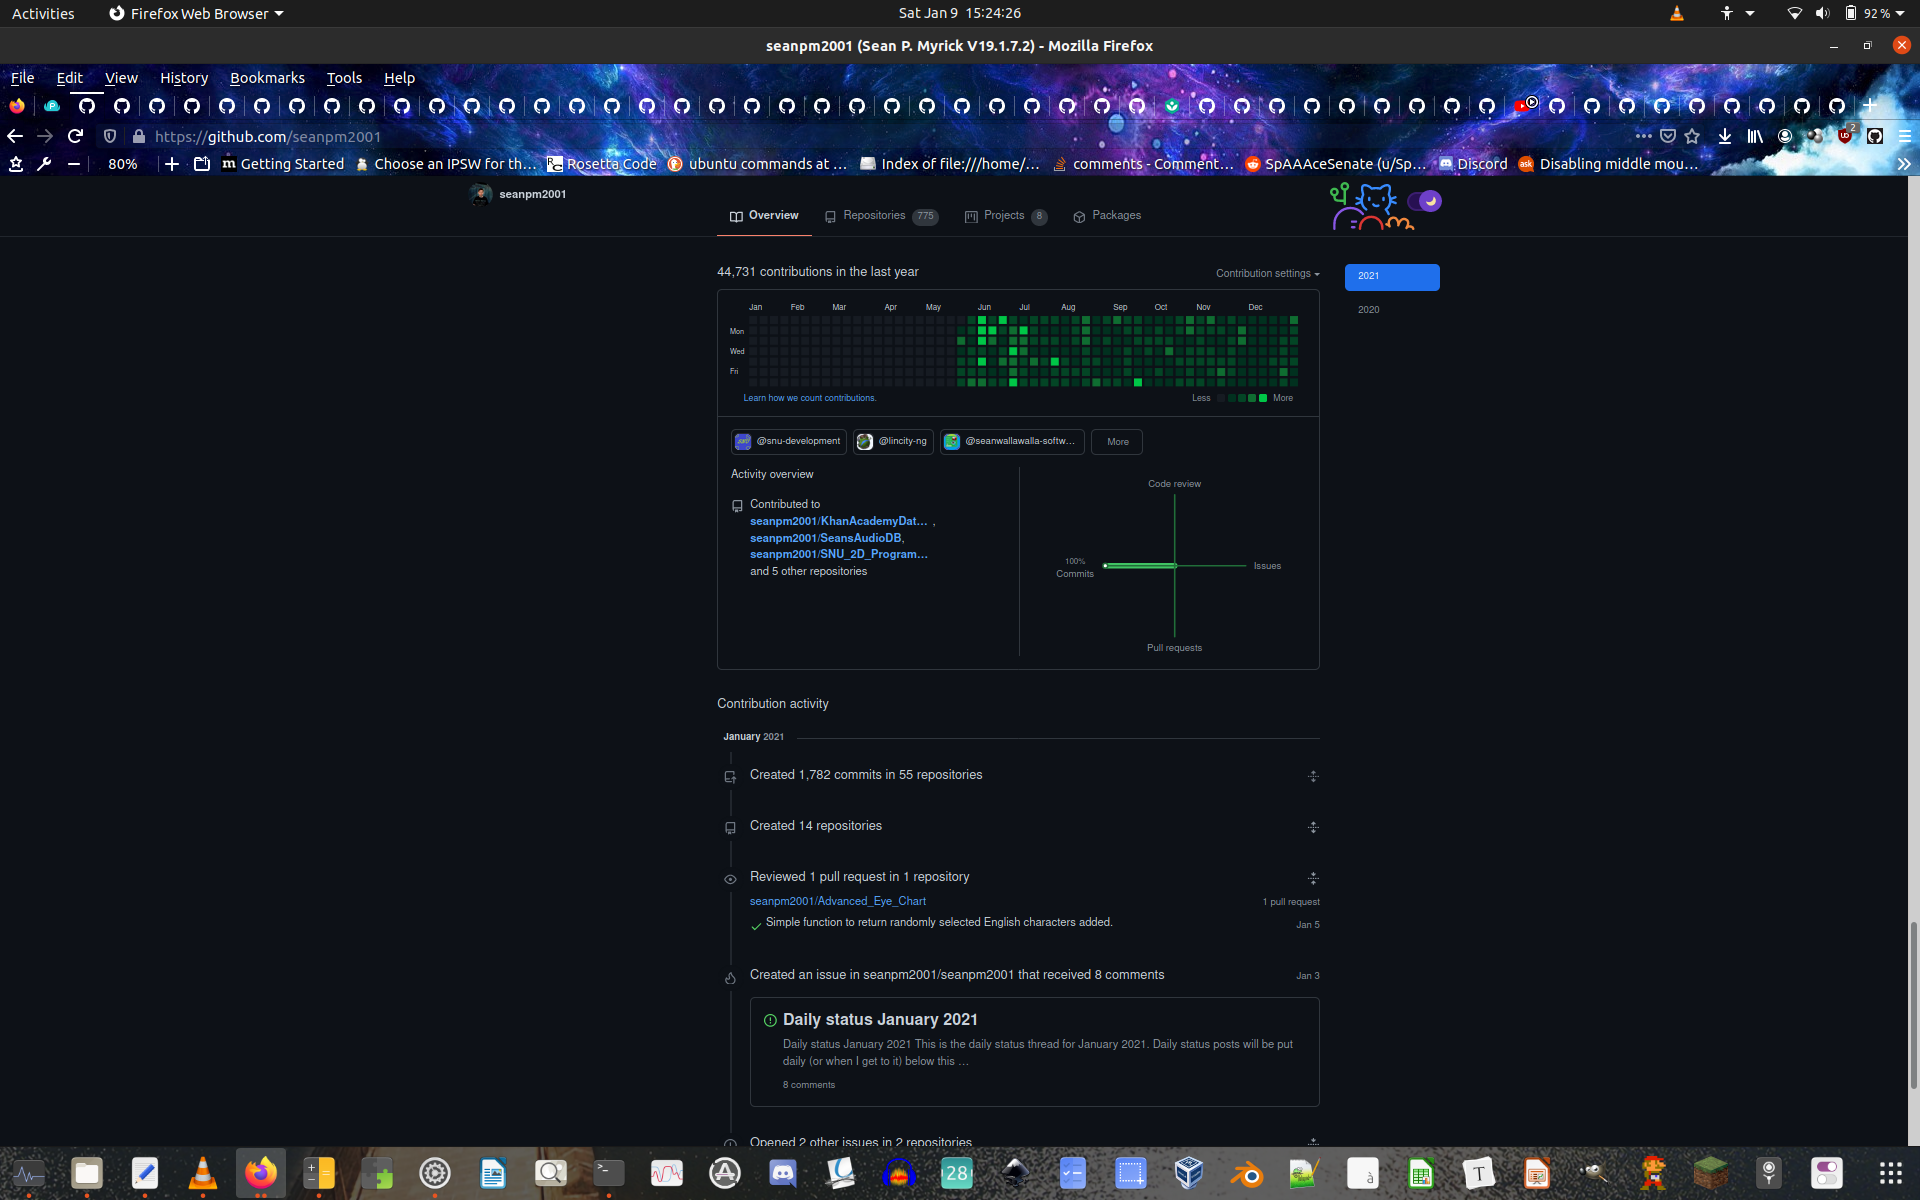 Activities
Firefox Web Browser
Sat Jan 9 15:24:26
92 %
seanpm2001 (Sean P. Myrick V19.1.7.2) - Mozilla Firefox
File Edit View History Bookmarks Tools Help
https://github.com/seanpm2001
2
80%
Getting Started
Choose an IPSW for th…
Rosetta Code
ubuntu commands at …
Index of file:///home/…
comments - Comment…
SpAAAceSenate (u/Sp…
Discord
Disabling middle mou…
seanpm2001
Overview
Repositories 775
Projects 8
Packages
44,731 contributions in the last year
Contribution settings
2021
2020
Jan Feb Mar Apr May Jun Jul Aug Sep Oct Nov Dec
Mon
Wed
Fri
Learn how we count contributions.
Less More
@snu-development
@lincity-ng
@seanwallawalla-softw…
More
Activity overview
Contributed to
seanpm2001/KhanAcademyDat… ,
seanpm2001/SeansAudioDB,
seanpm2001/SNU_2D_Program…
and 5 other repositories
Code review
100%
Commits
Issues
Pull requests
Contribution activity
January 2021
Created 1,782 commits in 55 repositories
Created 14 repositories
Reviewed 1 pull request in 1 repository
seanpm2001/Advanced_Eye_Chart
1 pull request
Simple function to return randomly selected English characters added.
Jan 5
Created an issue in seanpm2001/seanpm2001 that received 8 comments
Jan 3
Daily status January 2021
Daily status January 2021 This is the daily status thread for January 2021. Daily status posts will be put
daily (or when I get to it) below this …
8 comments
Opened 2 other issues in 2 repositories
28